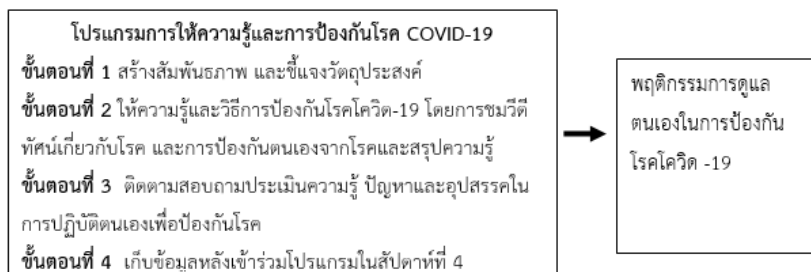 โปรแกรมการให้ความรู้และการป้องกันโรค COVID-19
ขั้นตอนที่ 1 สร้างสัมพันธภาพ และชี้แจงวัตถุประสงค์
ขั้นตอนที่ 2 ให้ความรู้และวิธีการป้องกันโรคโควิด-19 โดยการชมวีดี
ทัศน์เกี่ยวกับโรค และการป้องกันตนเองจากโรคและสรุปความรู้
ขั้นตอนที่ 3 ติดตามสอบถามประเมินความรู้ ปัญหาและอุปสรรคใน
การปฏิบัติตนเองเพื่อป้องกันโรค
ขั้นตอนที่ 4 เก็บข้อมูลหลังเข้าร่วมโปรแกรมในสัปดาห์ที่ 4
พฤติกรรมการดูแล
ตนเองในการป้องกัน
โรคโควิด -19